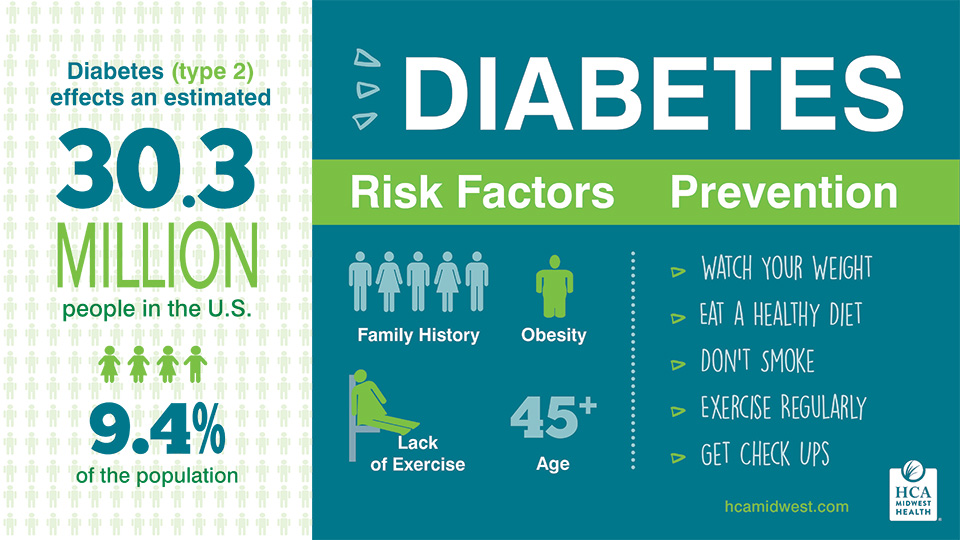 Diabetes (type 2)
effects an estimated
30.3
MILLION
people in the U.S.
9.4%
of the population
DIABETES
Risk Factors
Prevention
Family History
Obesity
Lack
of Exercise
45+
Age
WATCH YOUR WEIGHT
EAT A HEALTHY DIET
DON'T SMOKE
EXERCISE REGULARLY
GET CHECK UPS
hcamidwest.com
HCA
MIDWEST
HEALTH®